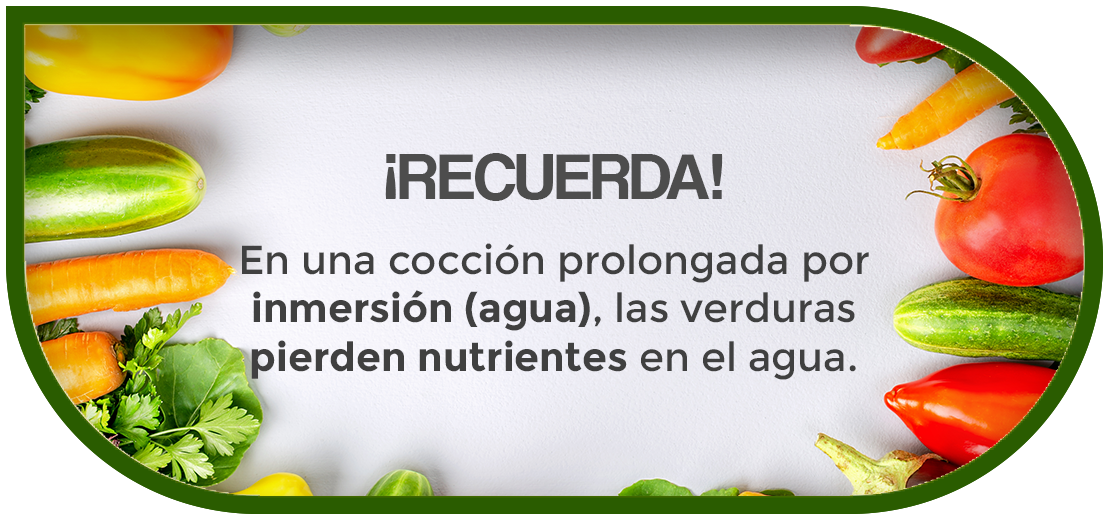 ¡RECUERDA!
En una cocción prolongada por
inmersión (agua), las verduras
pierden nutrientes en el agua.